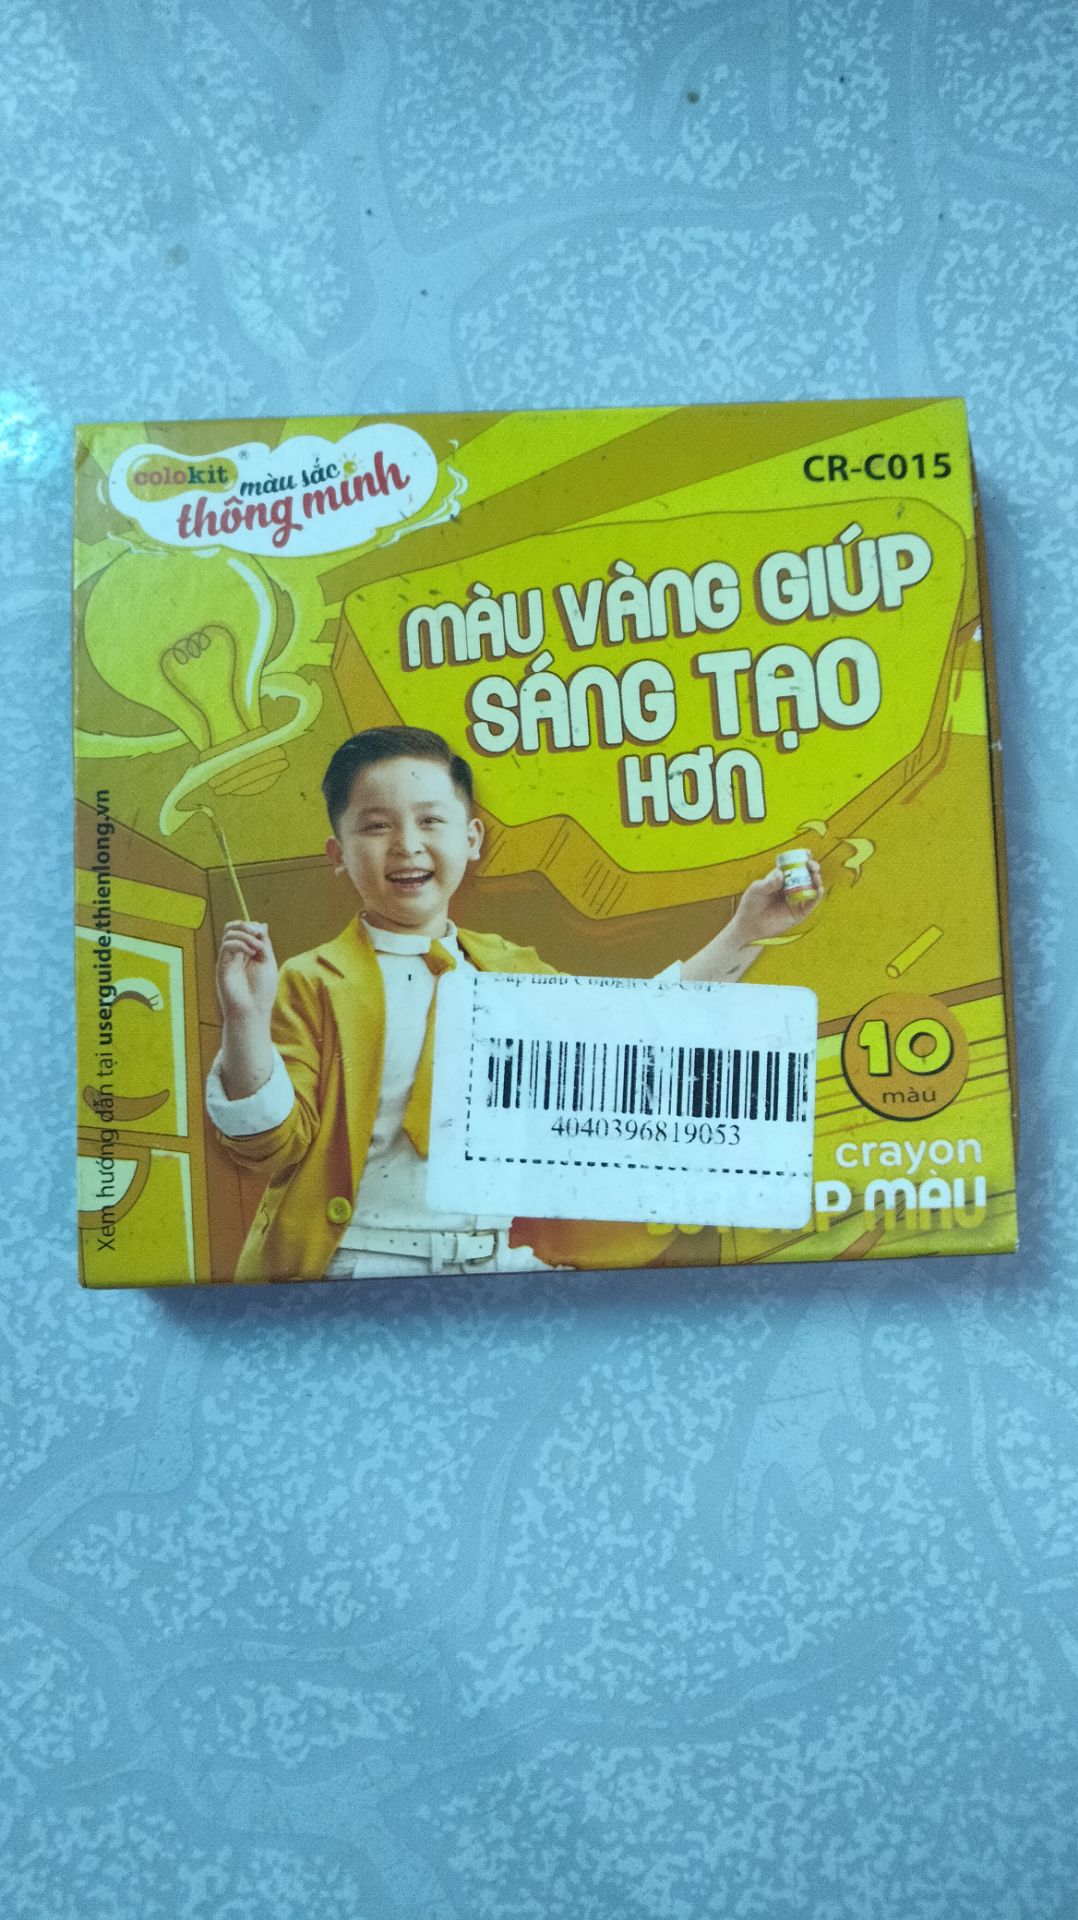 colokit®
màu sắc
thông minh
CR-C015
MÀU VÀNG GIÚP
SÁNG TẠO
HƠN
Xem hướng dẫn tại userguide.thienlong.vn
4040396819053
10
màu
crayon
MÀU